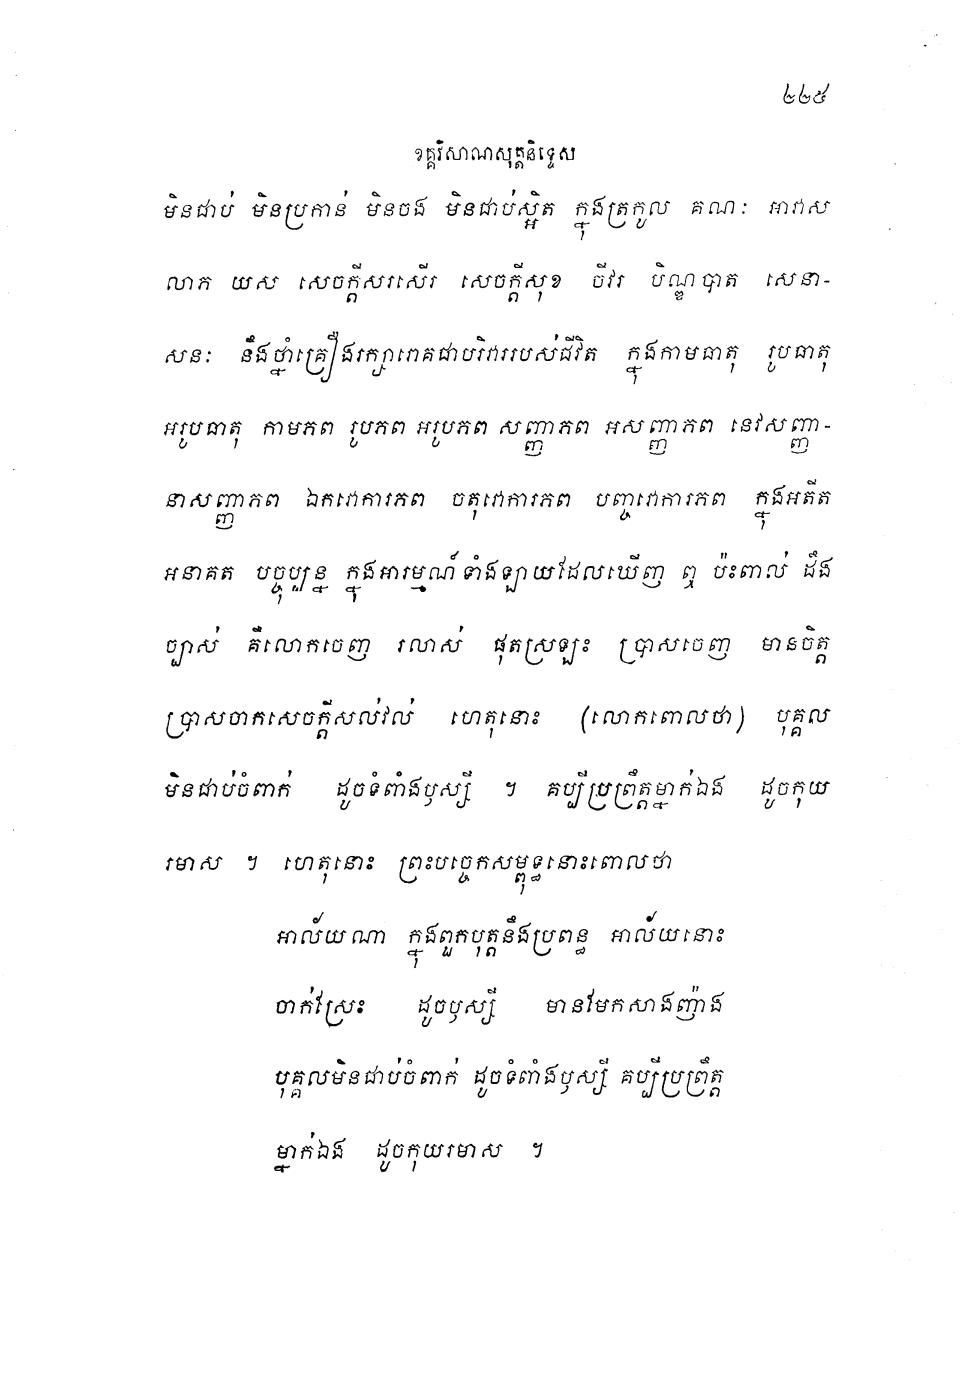 ២២៥
ខគ្គវិសាណសុត្តនិទ្ទេស
មិនជាប់ មិនប្រកាន់ មិនចង មិនជាប់ស្អិត ក្នុងត្រកូល គណៈ អាវាស
លាភ យស សេចក្តីសរសើរ សេចក្តីសុខ ចីវរ បិណ្ឌបាត សេនា-
សនៈ នឹងថ្នាំគ្រឿងរក្សារោគជាបរិវាររបស់ជីវិត ក្នុងកាមធាតុ រូបធាតុ
អរូបធាតុ កាមភព រូបភព អរូបភព សញ្ញាភព អសញ្ញាភព នេវសញ្ញា-
នាសញ្ញាភព ឯកវោការភព ចតុវោការភព បញ្ចវោការភព ក្នុងអតីត
អនាគត បច្ចុប្បន្ន ក្នុងអារម្មណ៍ទាំងឡាយដែលឃើញ ឮ ប៉ះពាល់ ដឹង
ច្បាស់ គឺលោកចេញ រលាស់ ផុតស្រឡះ ប្រាសចេញ មានចិត្ត
ប្រាសចាកសេចក្តីសល់វល់ ហេតុនោះ (លោកពោលថា) បុគ្គល
មិនជាប់ចំពាក់ ដូចទំពាំងឫស្សី ។ គប្បីប្រព្រឹត្តម្នាក់ឯង ដូចកុយ
រមាស ។ ហេតុនោះ ព្រះបច្ចេកសម្ពុទ្ធនោះពោលថា
អាល័យណា ក្នុងពួកបុត្តនឹងប្រពន្ធ អាល័យនោះ
ចាក់ស្រែះ ដូចឫស្សី មានមែកសាងញ៉ាង
បុគ្គលមិនជាប់ចំពាក់ ដូចទំពាំងឫស្សី គប្បីប្រព្រឹត្ត
ម្នាក់ឯង ដូចកុយរមាស ។